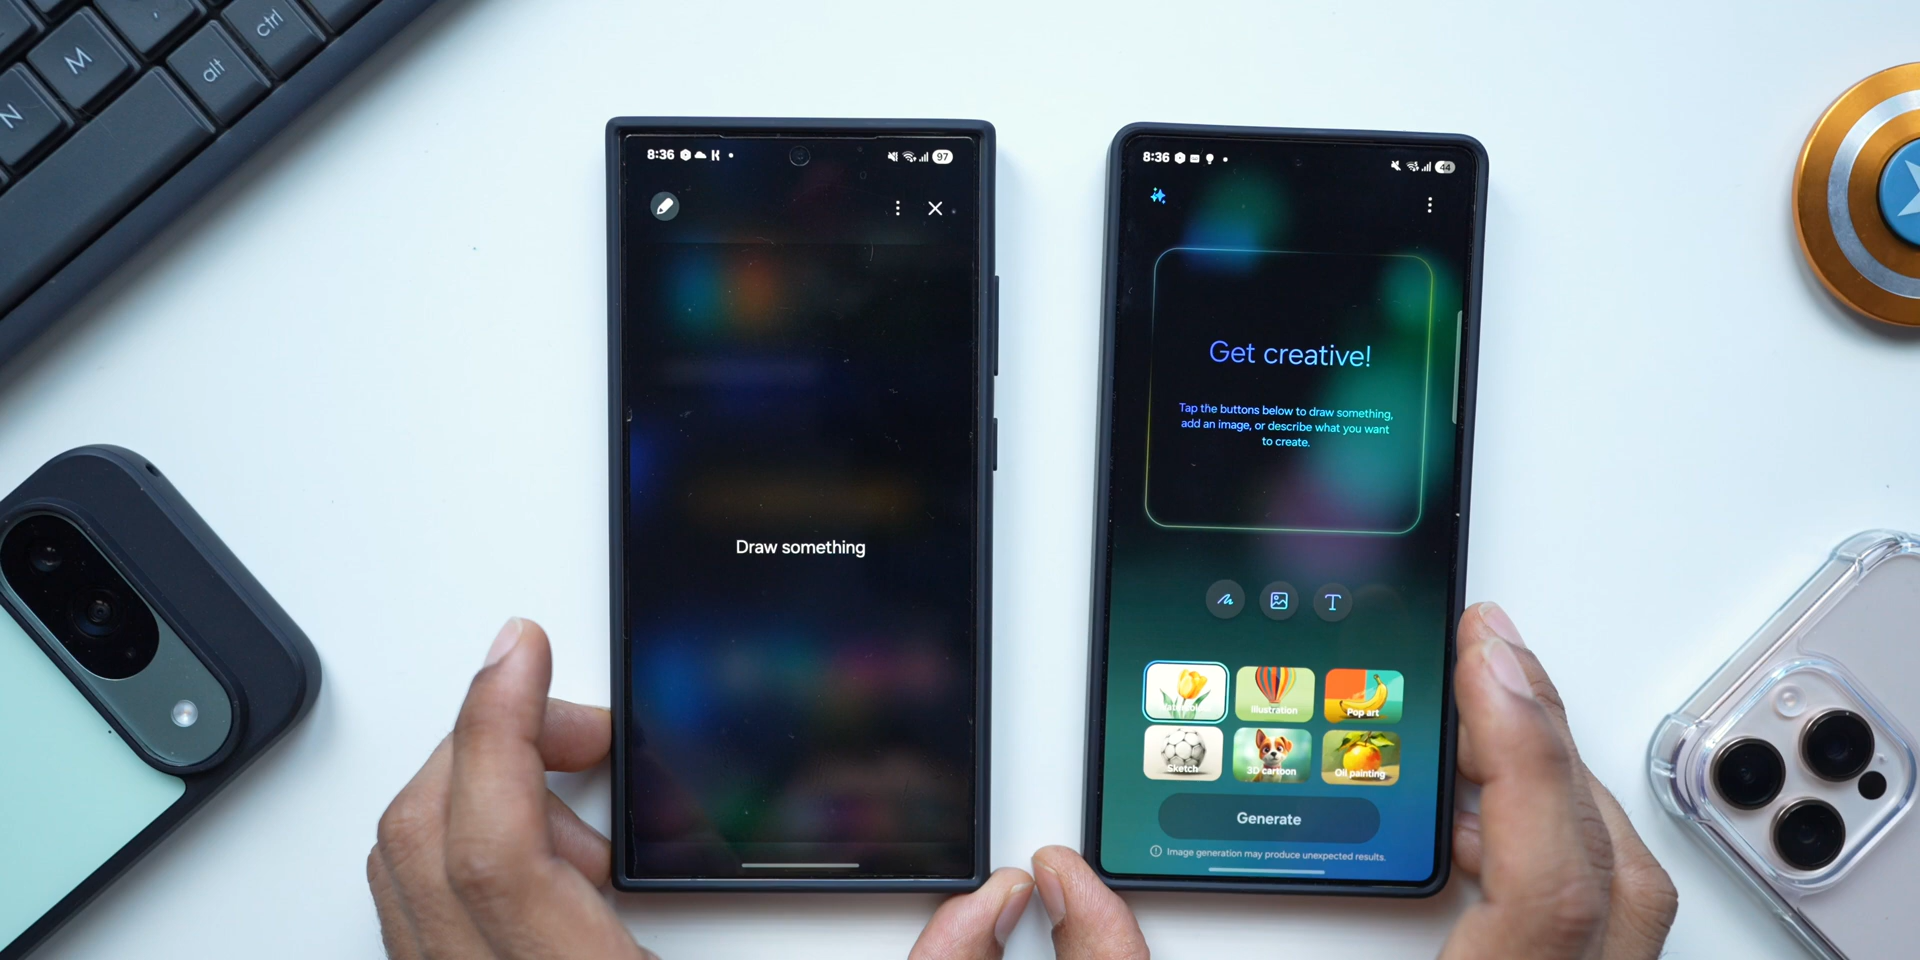 M
N
alt
ctrl
8:36
97
Draw something
8:36
44
Get creative!
Tap the buttons below to draw something,
add an image, or describe what you want
to create.
T
Watercolor
Illustration
Pop art
Sketch
3D cartoon
Oil painting
Generate
Image generation may produce unexpected results.